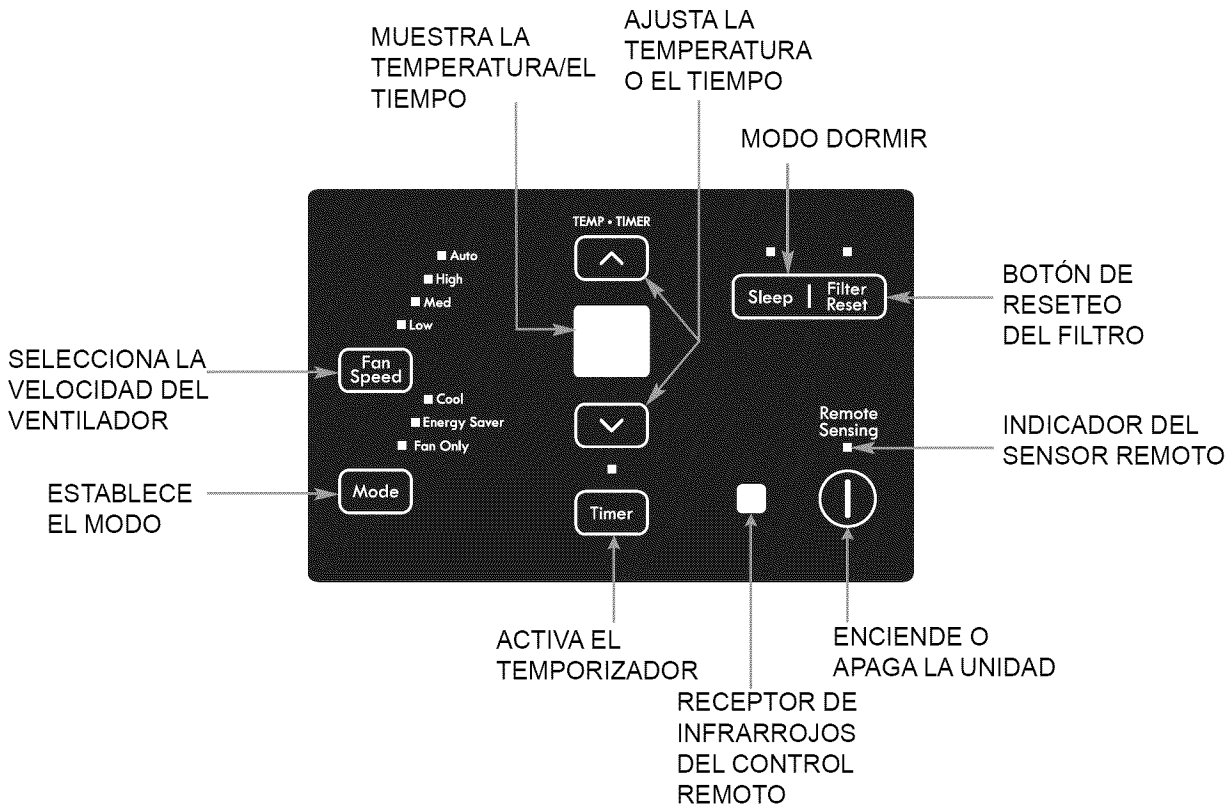 MUESTRA LA
TEMPERATURA/EL
TIEMPO
AJUSTA LA
TEMPERATURA
O EL TIEMPO
MODO DORMIR
TEMP • TIMER
Auto
High
Med
Low
Sleep
Filter
Reset
BOTÓN DE
RESETEO
DEL FILTRO
SELECCIONA LA
VELOCIDAD DEL
VENTILADOR
Fan
Speed
Cool
Energy Saver
Fan Only
Remote
Sensing
INDICADOR DEL
SENSOR REMOTO
ESTABLECE
EL MODO
Mode
Timer
ACTIVA EL
TEMPORIZADOR
ENCIENDE O
APAGA LA UNIDAD
RECEPTOR DE
INFRARROJOS
DEL CONTROL
REMOTO